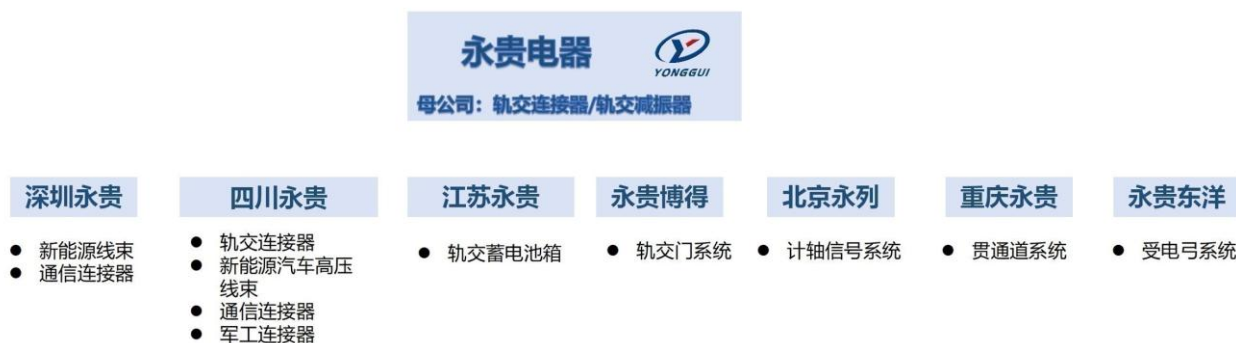 永贵电器
YONGGUI
母公司：轨交连接器/轨交减振器
深圳永贵
● 新能源线束
● 通信连接器
四川永贵
● 轨交连接器
● 新能源汽车高压
线束
● 通信连接器
● 军工连接器
江苏永贵
● 轨交蓄电池箱
永贵博得
● 轨交门系统
北京永列
● 计轴信号系统
重庆永贵
● 贯通道系统
永贵东洋
● 受电弓系统